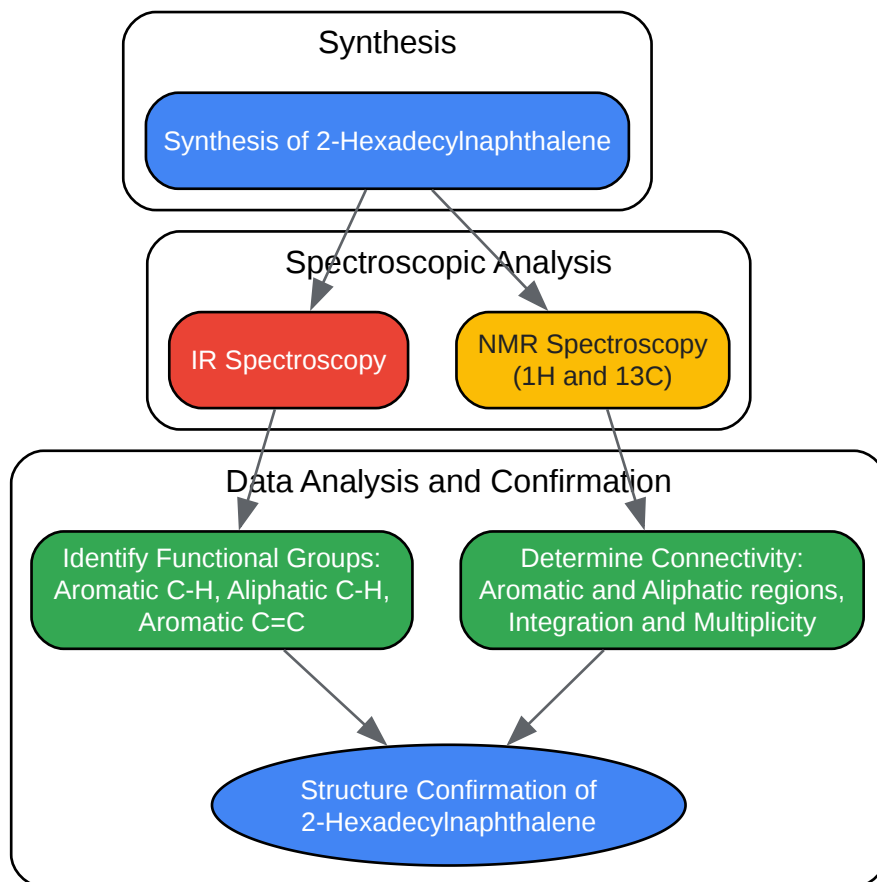 Synthesis
Synthesis of 2-Hexadecylnaphthalene
Spectroscopic Analysis
IR Spectroscopy
NMR Spectroscopy
(1H and 13C)
Data Analysis and Confirmation
Identify Functional Groups:
Aromatic C-H, Aliphatic C-H,
Aromatic C=C
Determine Connectivity:
Aromatic and Aliphatic regions,
Integration and Multiplicity
Structure Confirmation of
2-Hexadecylnaphthalene